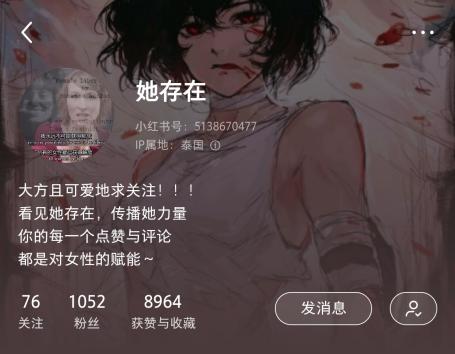 她存在
小红书号：5138670477
IP属地：泰国
大方且可爱地求关注！！！
看见她存在，传播她力量
你的每一个点赞与评论
都是对女性的赋能～
76 1052 8964
关注 粉丝 获赞与收藏
发消息